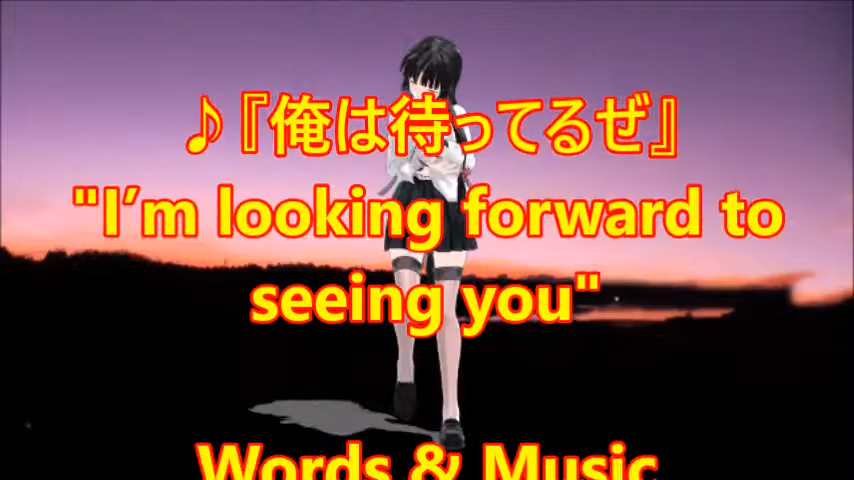 ♪『俺は待ってるぜ』
"I´m looking forward to
seeing you"
Words & Music